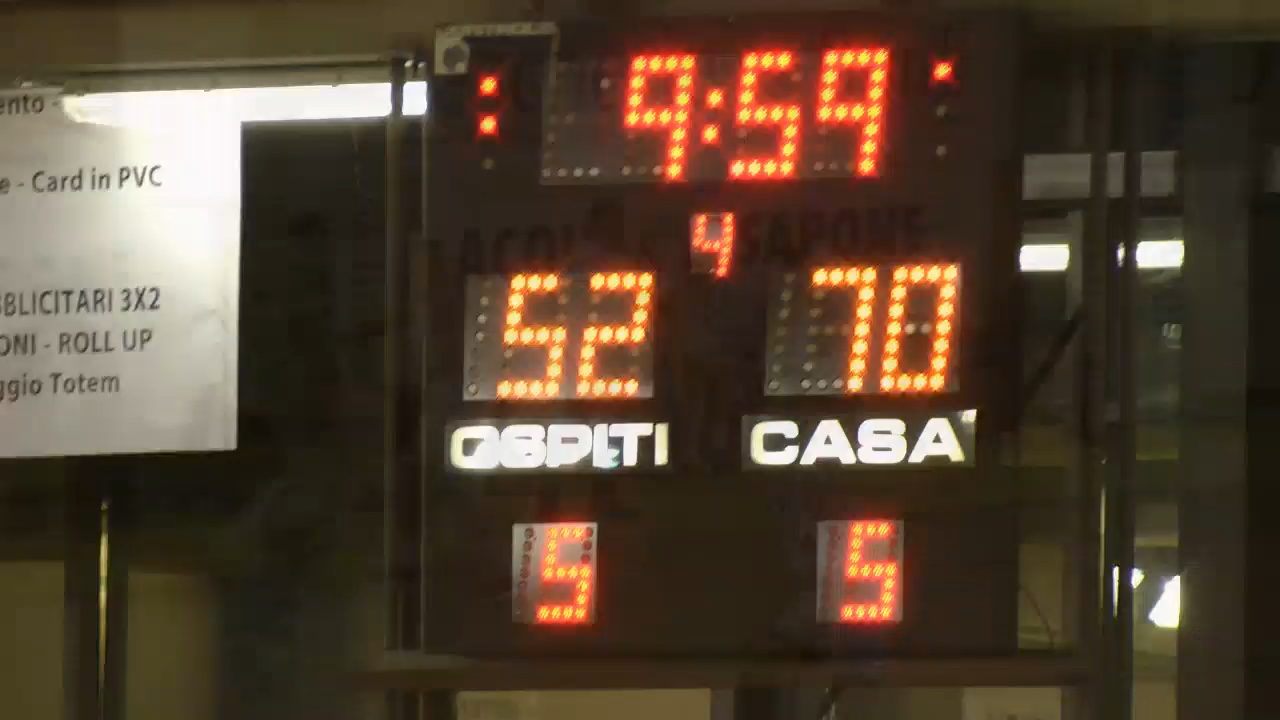 ento -
e - Card in PVC
BLICITARI 3X2
ONI - ROLL UP
ggio Totem
9:59
4
52 70
OSPITI CASA
5 5